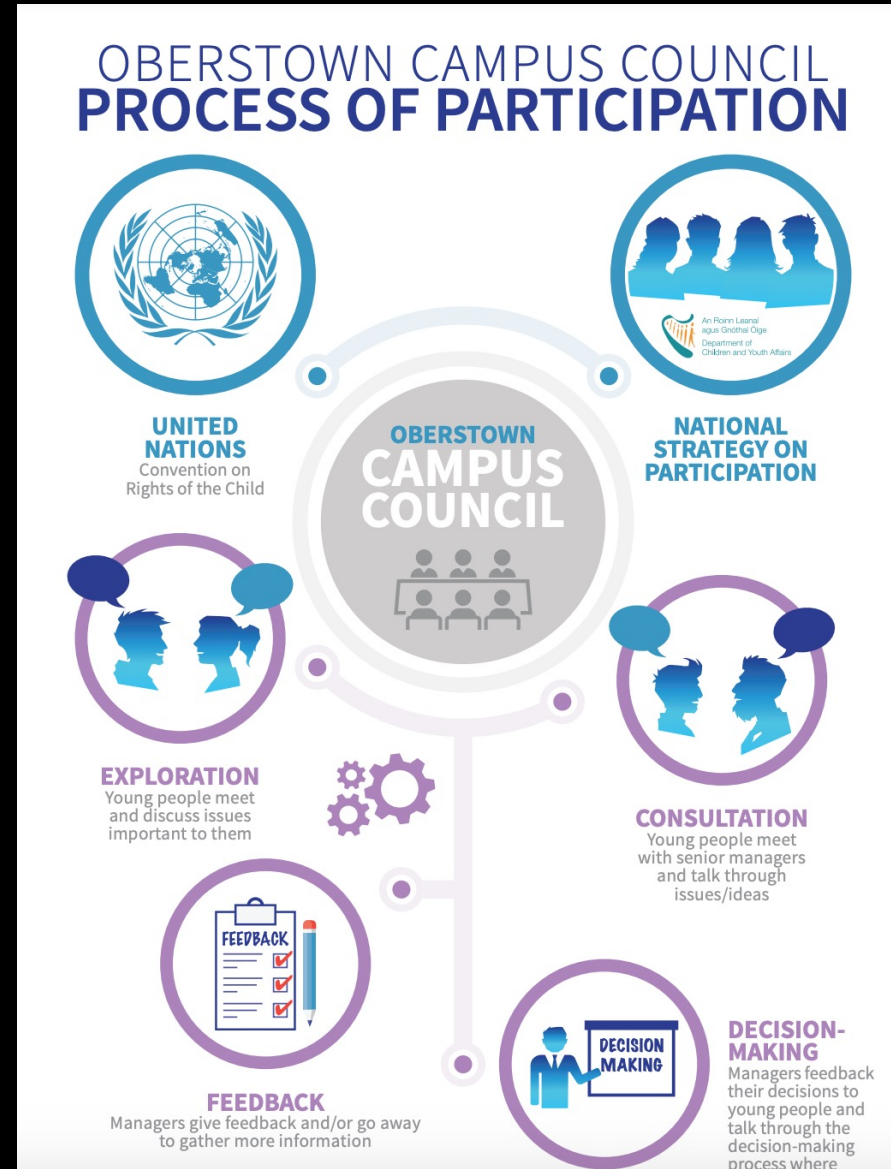 OBERSTOWN CAMPUS COUNCIL
PROCESS OF PARTICIPATION
An Roinn Leanaí
agus Gnóthaí Óige
Department of
Children and Youth Affairs
UNITED
NATIONS
Convention on
Rights of the Child
NATIONAL
STRATEGY ON
PARTICIPATION
OBERSTOWN
CAMPUS
COUNCIL
EXPLORATION
Young people meet
and discuss issues
important to them
CONSULTATION
Young people meet
with senior managers
and talk through
issues/ideas
FEEDBACK
FEEDBACK
Managers give feedback and/or go away
to gather more information
DECISION
MAKING
DECISION-
MAKING
Managers feedback
their decisions to
young people and
talk through the
decision-making
process where